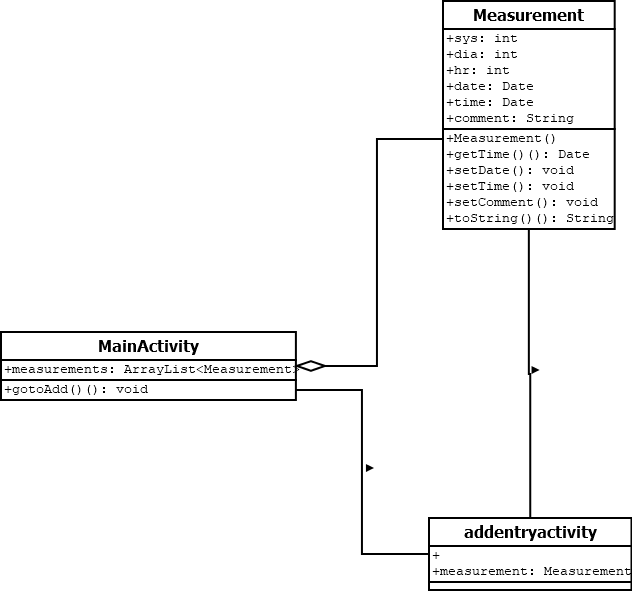 Measurement
+sys: int
+dia: int
+hr: int
+date: Date
+time: Date
+comment: String
+Measurement()
+getTime()(): Date
+setDate(): void
+setTime(): void
+setComment(): void
+toString()(): String
MainActivity
+measurements: ArrayList<Measurement>
+gotoAdd()(): void
addentryactivity
+
+measurement: Measurement